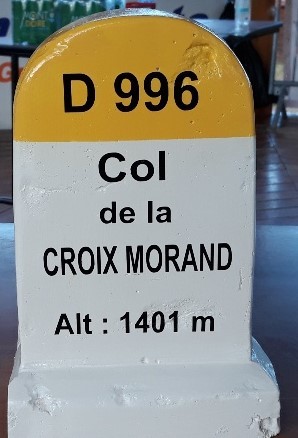 D 996
Col
de la
CROIX MORAND
Alt : 1401 m